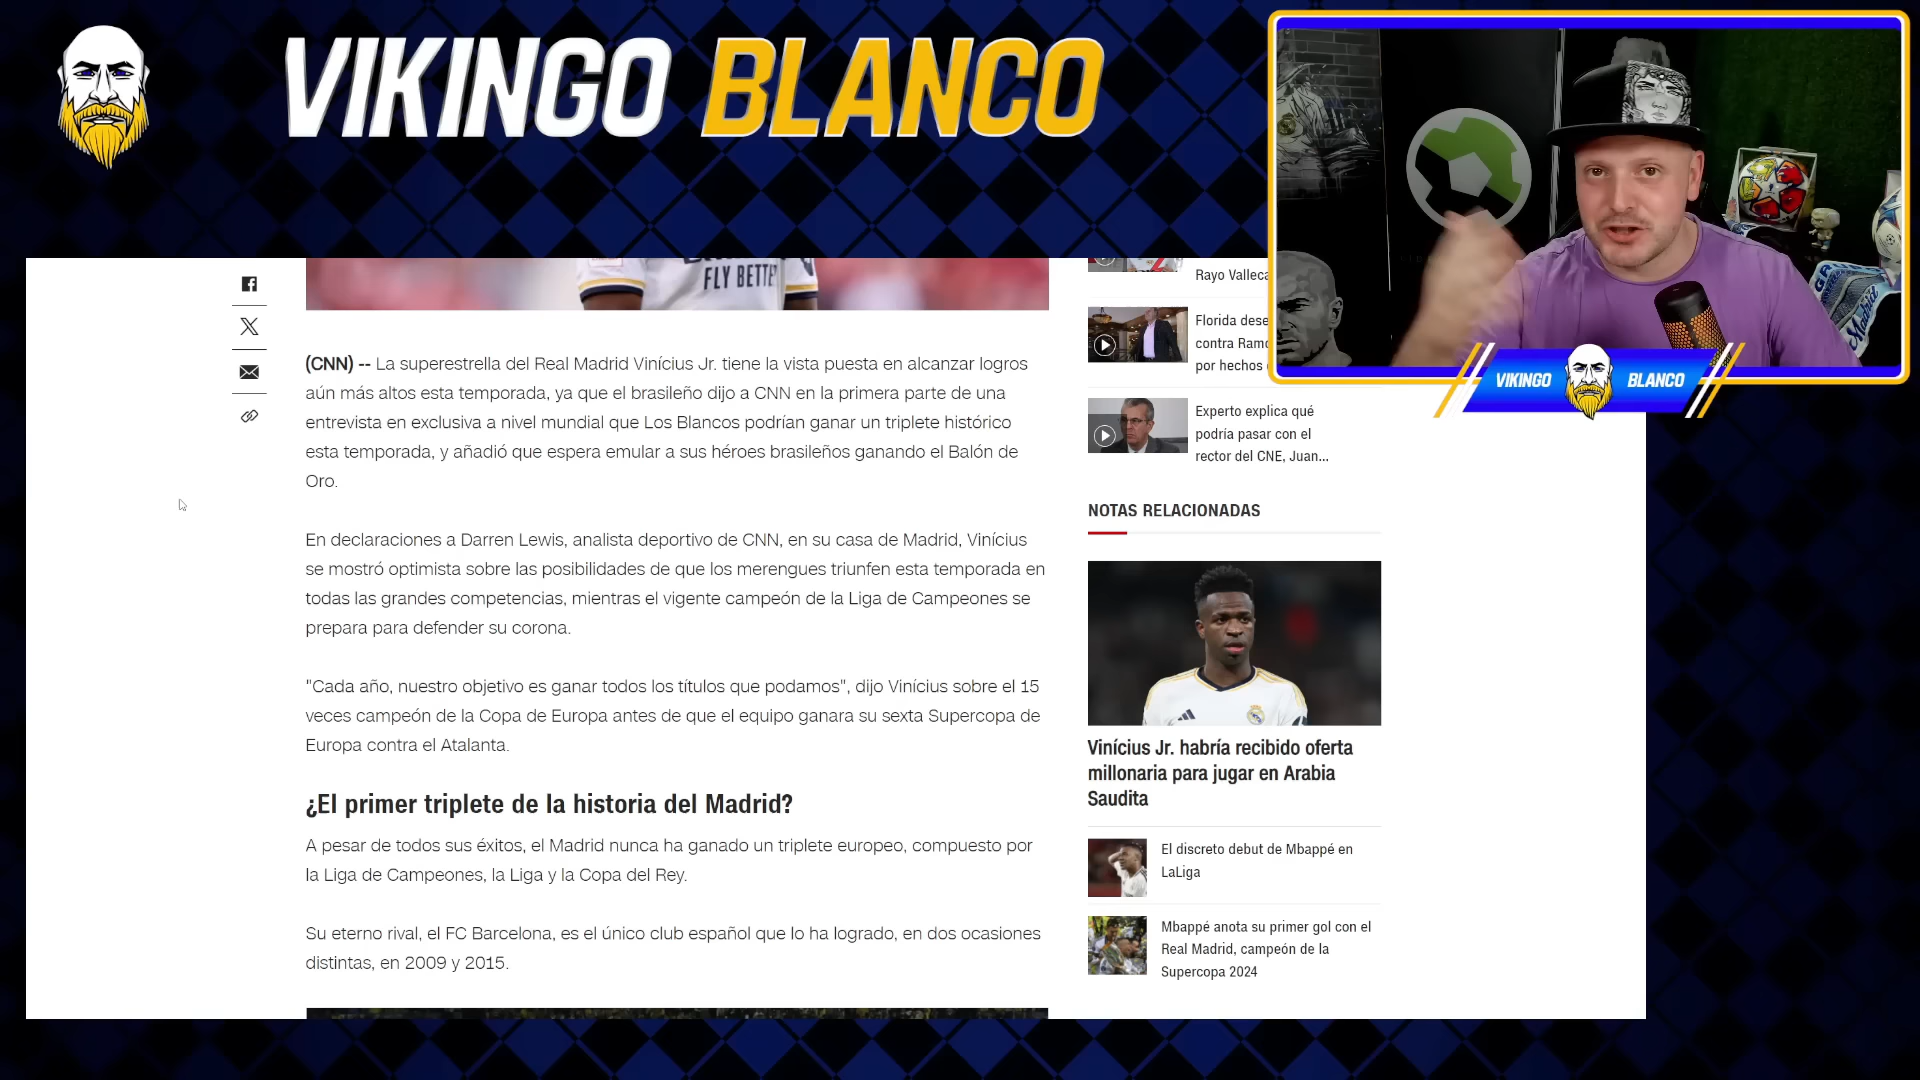 VIKINGO BLANCO
FLY BETTE
(CNN) -- La superestrella del Real Madrid Vinícius Jr. tiene la vista puesta en alcanzar logros
aún más altos esta temporada, ya que el brasileño dijo a CNN en la primera parte de una
entrevista en exclusiva a nivel mundial que Los Blancos podrían ganar un triplete histórico
esta temporada, y añadió que espera emular a sus héroes brasileños ganando el Balón de
Oro.
En declaraciones a Darren Lewis, analista deportivo de CNN, en su casa de Madrid, Vinícius
se mostró optimista sobre las posibilidades de que los merengues triunfen esta temporada en
todas las grandes competencias, mientras el vigente campeón de la Liga de Campeones se
prepara para defender su corona.
"Cada año, nuestro objetivo es ganar todos los títulos que podamos", dijo Vinícius sobre el 15
veces campeón de la Copa de Europa antes de que el equipo ganara su sexta Supercopa de
Europa contra el Atalanta.
¿El primer triplete de la historia del Madrid?
A pesar de todos sus éxitos, el Madrid nunca ha ganado un triplete europeo, compuesto por
la Liga de Campeones, la Liga y la Copa del Rey.
Su eterno rival, el FC Barcelona, es el único club español que lo ha logrado, en dos ocasiones
distintas, en 2009 y 2015.
Rayo Valleca
Florida dese
contra Ramo
por hechos
Experto explica qué
podría pasar con el
rector del CNE, Juan...
NOTAS RELACIONADAS
Vinícius Jr. habría recibido oferta
millonaria para jugar en Arabia
Saudita
El discreto debut de Mbappé en
LaLiga
Mbappé anota su primer gol con el
Real Madrid, campeón de la
Supercopa 2024
Madrid
VIKINGO BLANCO